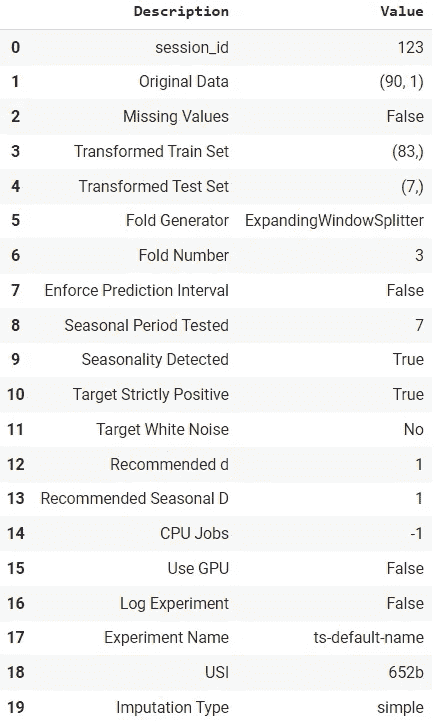 Description Value
0 session_id 123
1 Original Data (90, 1)
2 Missing Values False
3 Transformed Train Set (83,)
4 Transformed Test Set (7,)
5 Fold Generator ExpandingWindowSplitter
6 Fold Number 3
7 Enforce Prediction Interval False
8 Seasonal Period Tested 7
9 Seasonality Detected True
10 Target Strictly Positive True
11 Target White Noise No
12 Recommended d 1
13 Recommended Seasonal D 1
14 CPU Jobs -1
15 Use GPU False
16 Log Experiment False
17 Experiment Name ts-default-name
18 USI 652b
19 Imputation Type simple